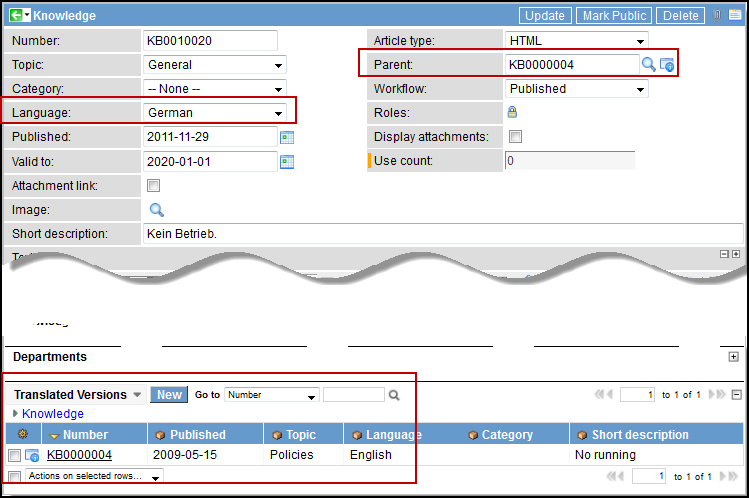 Knowledge Update Mark Public Delete
Number: KB0010020 Article type: HTML
Topic: General Parent: KB0000004
Category: -- None -- Workflow: Published
Language: German Roles:
Published: 2011-11-29 Display attachments:
Valid to: 2020-01-01 Use count: 0
Attachment link:
Image:
Short description: Kein Betrieb.
Departments
Translated Versions New Go to Number 1 to 1 of 1
Knowledge
Number Published Topic Language Category Short description
KB0000004 2009-05-15 Policies English No running
Actions on selected rows... 1 to 1 of 1